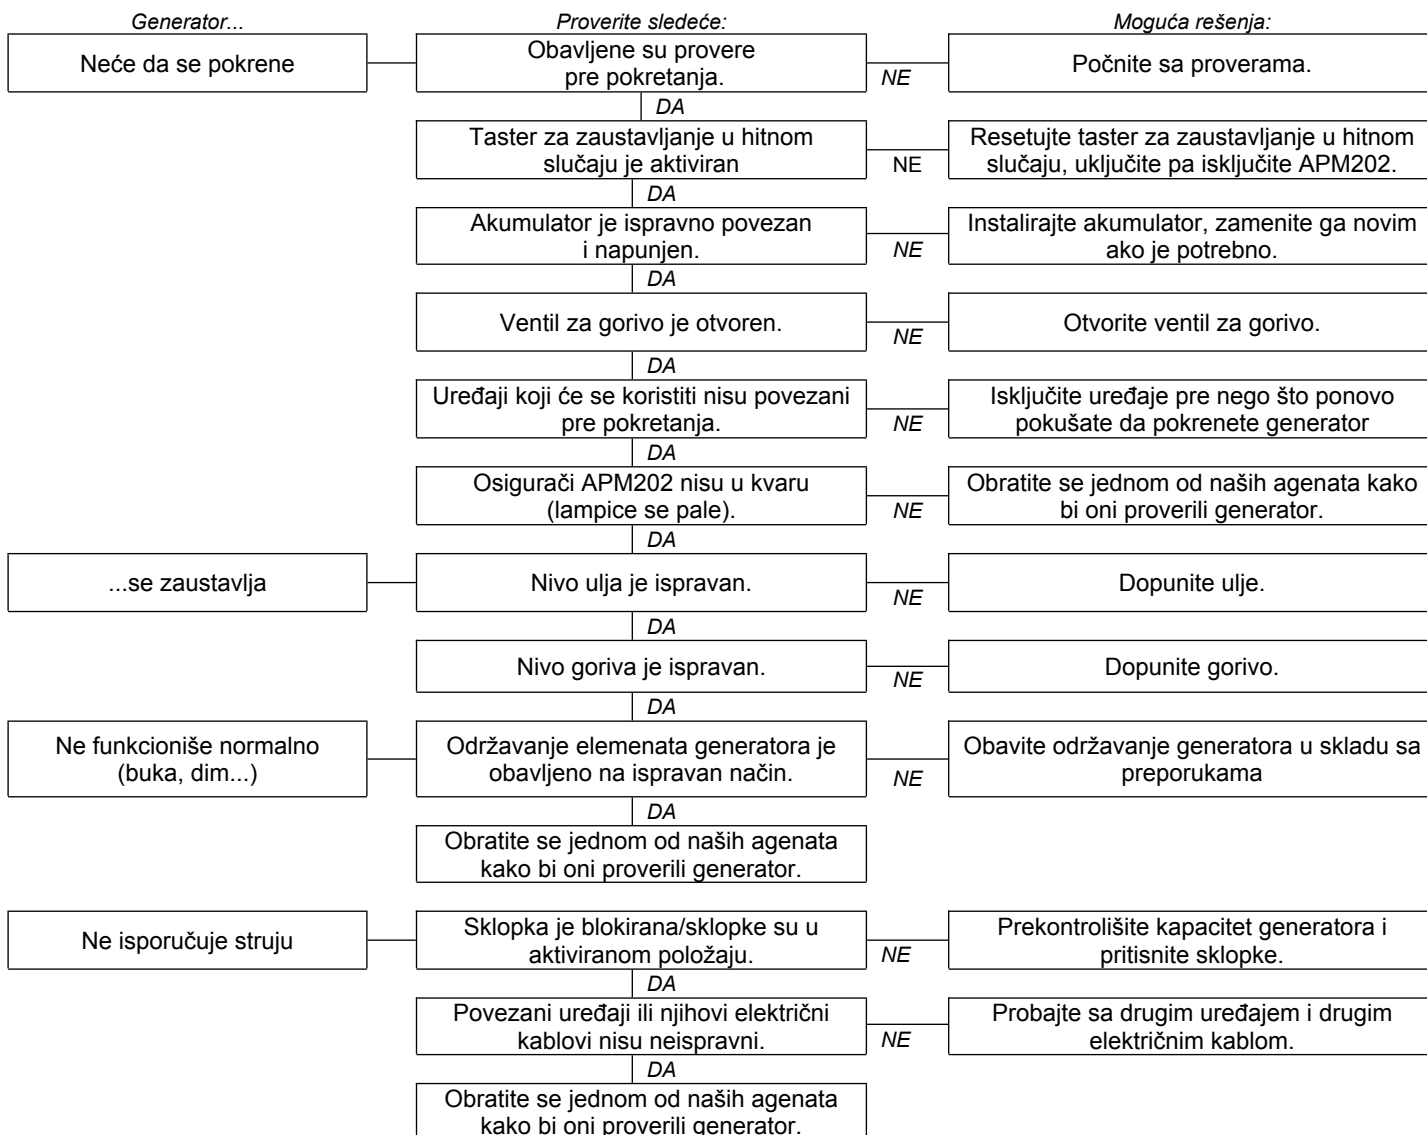 Generator...
Proverite sledeće:
Moguća rešenja:
Neće da se pokrene
Obavljene su provere
pre pokretanja.
NE
Počnite sa proverama.
DA
Taster za zaustavljanje u hitnom
slučaju je aktiviran
NE
Resetujte taster za zaustavljanje u hitnom
slučaju, uključite pa isključite APM202.
DA
Akumulator je ispravno povezan
i napunjen.
NE
Instalirajte akumulator, zamenite ga novim
ako je potrebno.
DA
Ventil za gorivo je otvoren.
NE
Otvorite ventil za gorivo.
DA
Uređaji koji će se koristiti nisu povezani
pre pokretanja.
NE
Isključite uređaje pre nego što ponovo
pokušate da pokrenete generator
DA
Osigurači APM202 nisu u kvaru
(lampice se pale).
NE
Obratite se jednom od naših agenata kako
bi oni proverili generator.
DA
...se zaustavlja
Nivo ulja je ispravan.
NE
Dopunite ulje.
DA
Nivo goriva je ispravan.
NE
Dopunite gorivo.
DA
Ne funkcioniše normalno
(buka, dim...)
Održavanje elemenata generatora je
obavljeno na ispravan način.
NE
Obavite održavanje generatora u skladu sa
preporukama
DA
Obratite se jednom od naših agenata
kako bi oni proverili generator.
Ne isporučuje struju
Sklopka je blokirana/sklopke su u
aktiviranom položaju.
NE
Prekontrolišite kapacitet generatora i
pritisnite sklopke.
DA
Povezani uređaji ili njihovi električni
kablovi nisu neispravni.
NE
Probajte sa drugim uređajem i drugim
električnim kablom.
DA
Obratite se jednom od naših agenata
kako bi oni proverili generator.